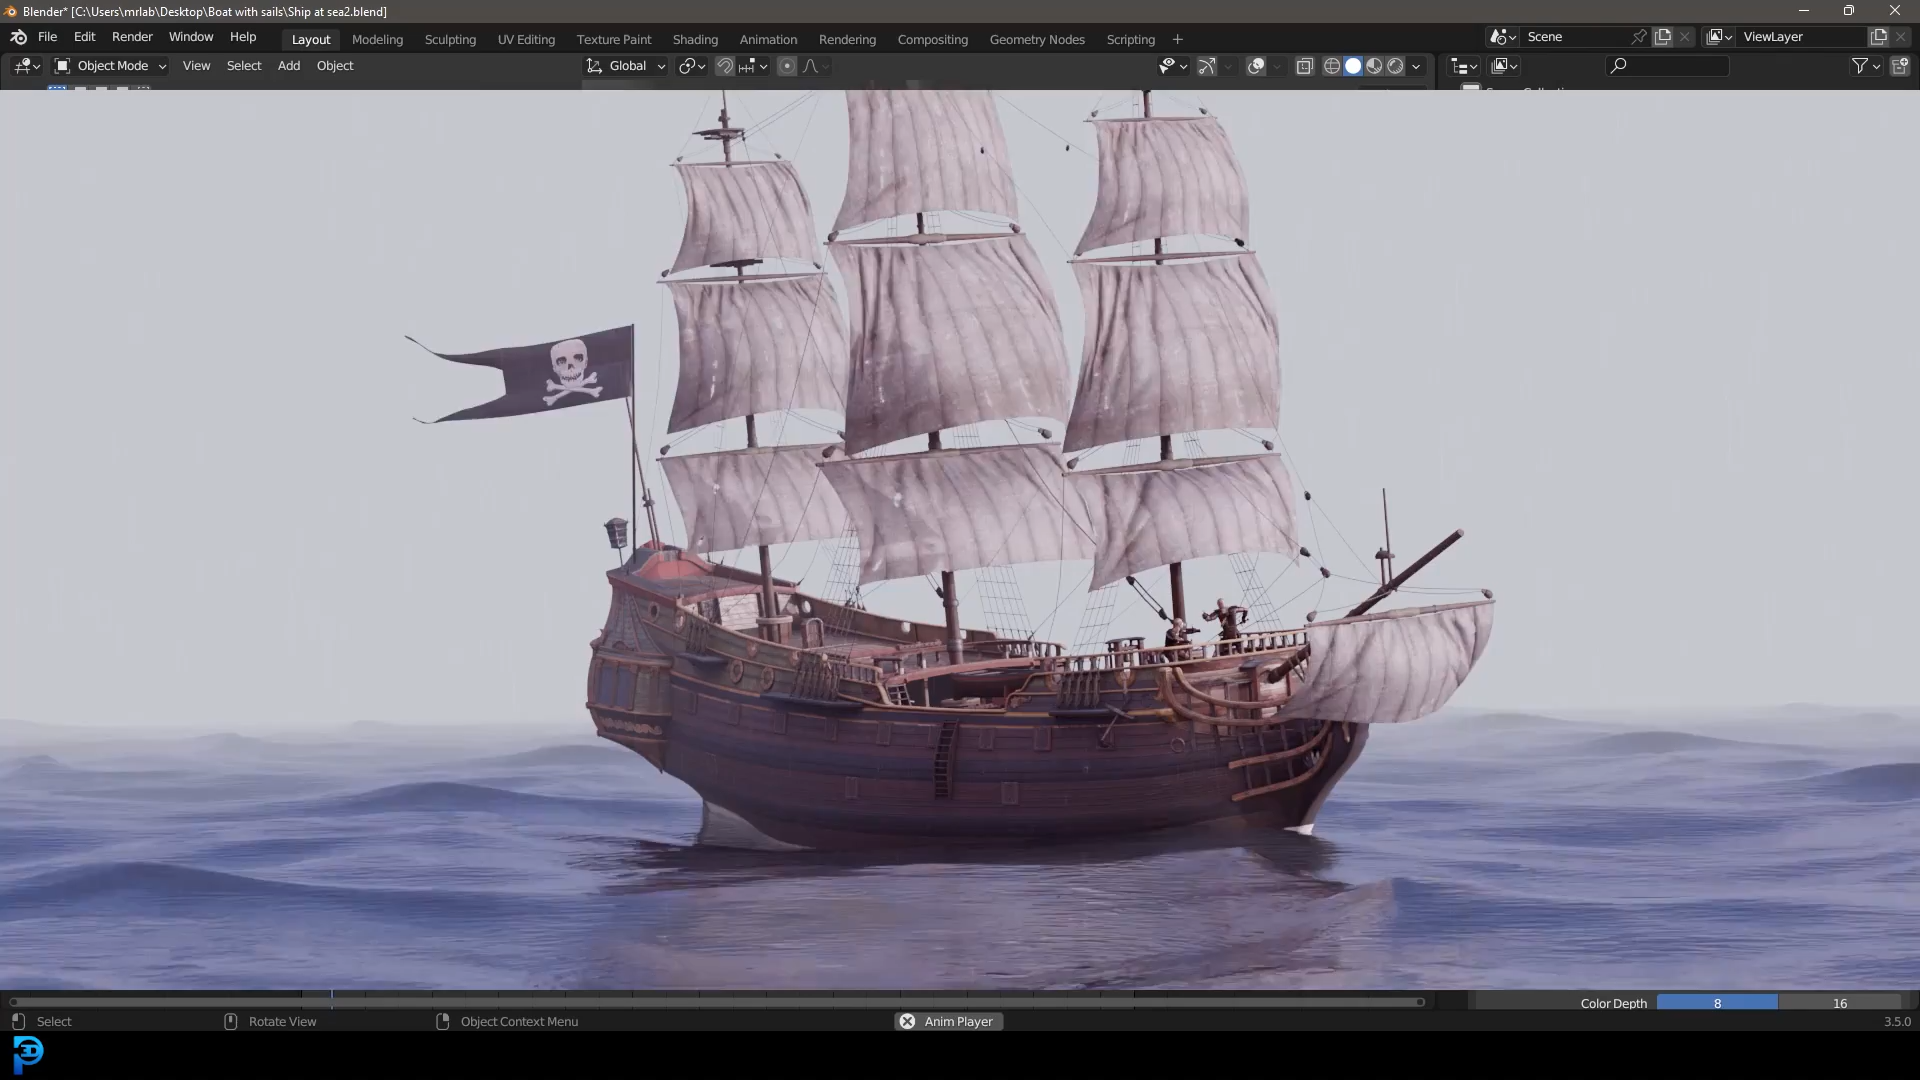 Blender* [C:\Users\mrlab\Desktop\Boat with sails\Ship at sea2.blend]
File Edit Render Window Help Layout Modeling Sculpting UV Editing Texture Paint Shading Animation Rendering Compositing Geometry Nodes Scripting + Scene ViewLayer
Object Mode View Select Add Object Global
Color Depth 8 16
Select Rotate View Object Context Menu Anim Player 3.5.0